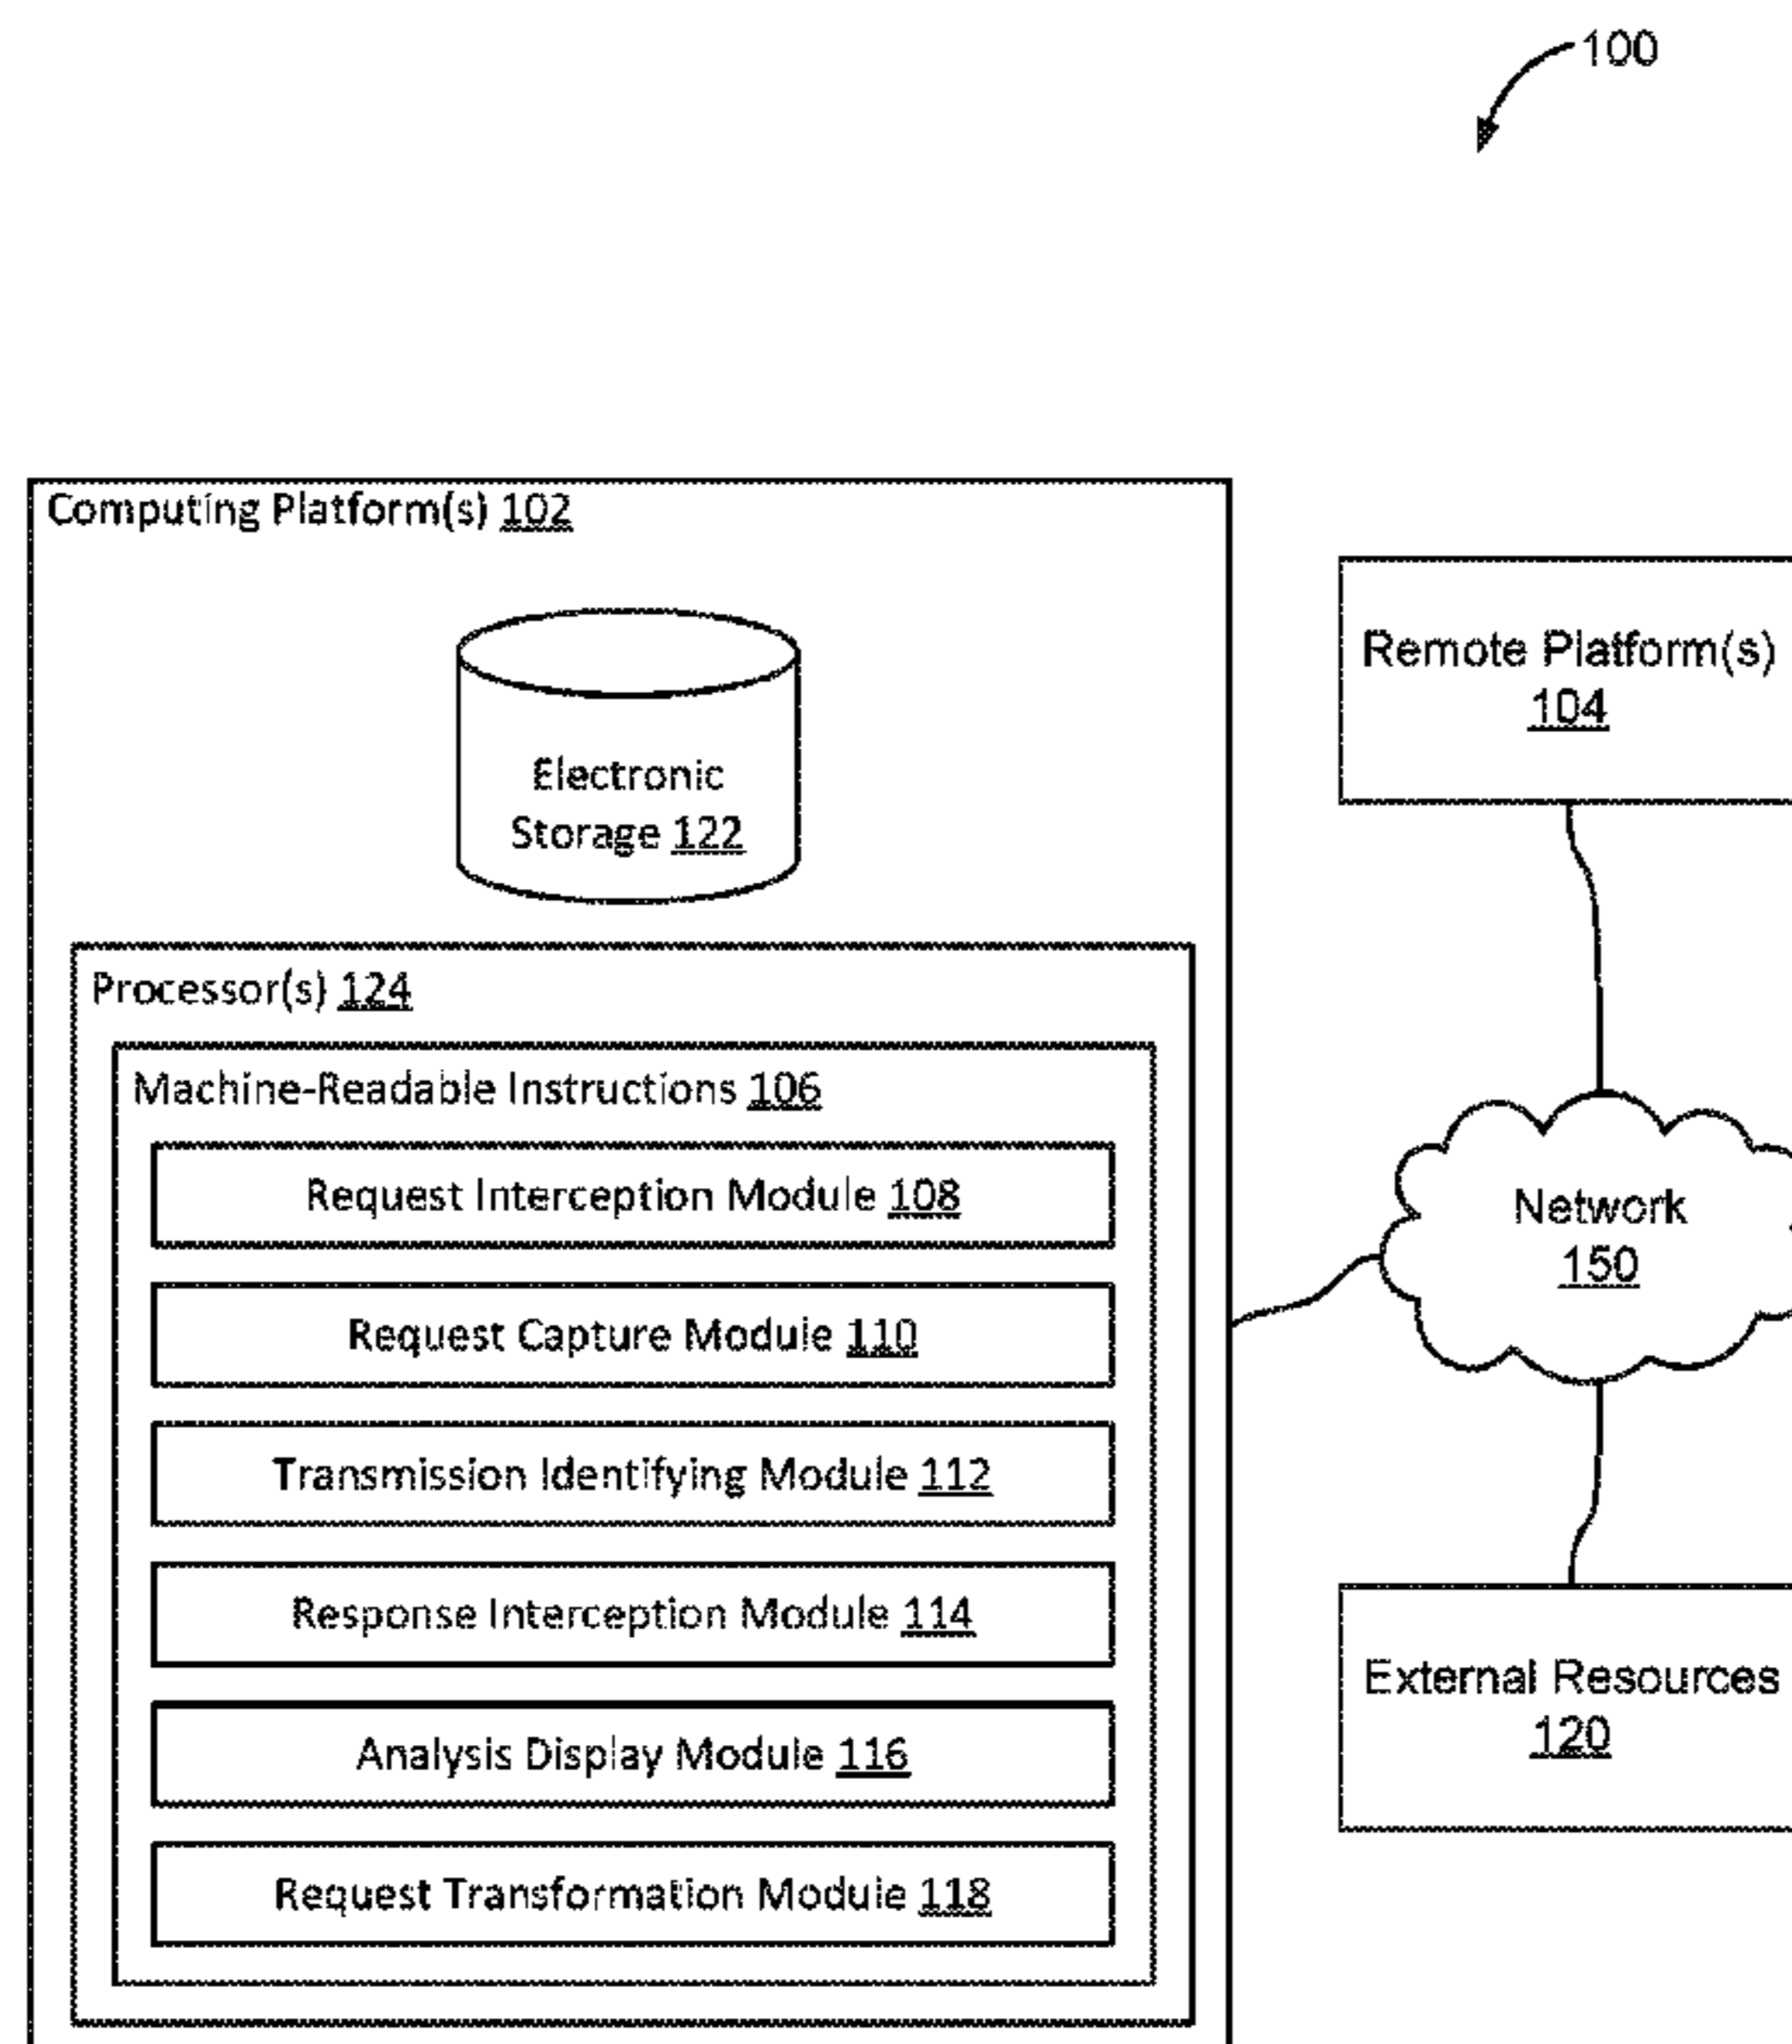 100
Computing Platform(s) 102
Electronic
Storage 122
Processor(s) 124
Machine-Readable Instructions 106
Request Interception Module 108
Request Capture Module 110
Transmission Identifying Module 112
Response Interception Module 114
Analysis Display Module 116
Request Transformation Module 118
Remote Platform(s)
104
Network
150
External Resources
120